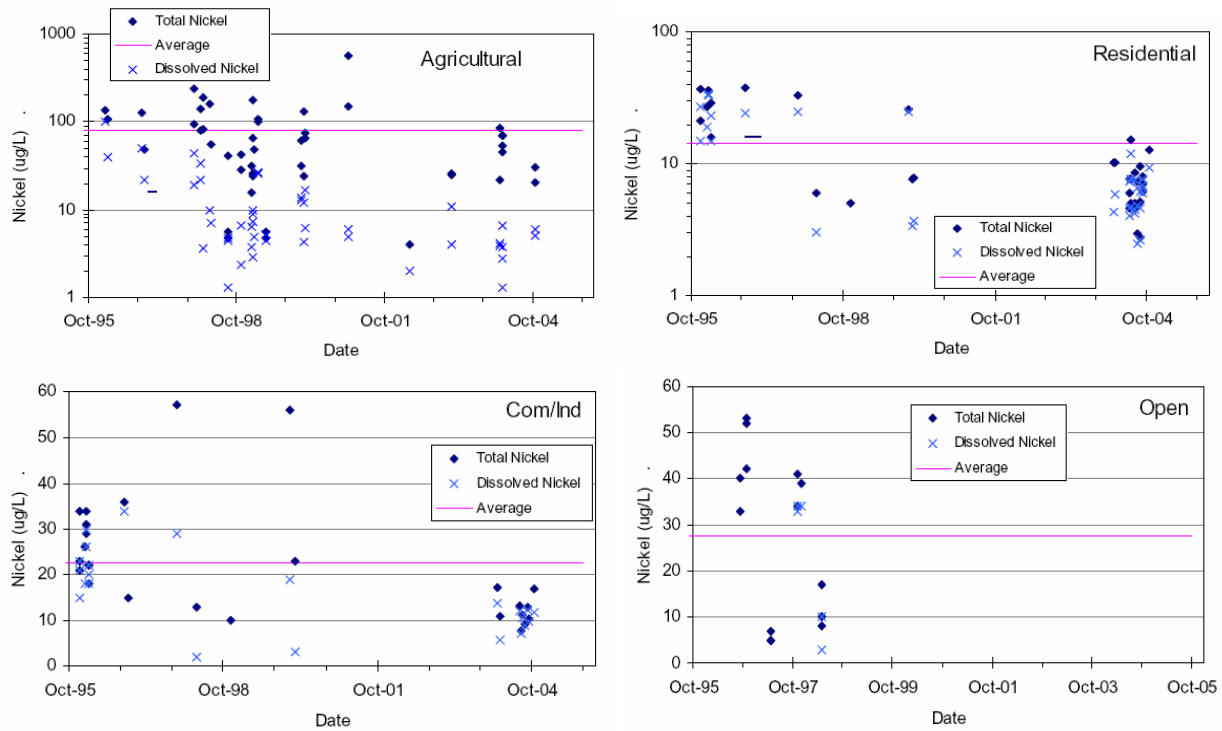 Total Nickel
Average
Dissolved Nickel
Agricultural
Nickel (ug/L)
1000
100
10
1
Oct-95
Oct-98
Oct-01
Oct-04
Date
Residential
Nickel (ug/L)
100
10
1
Total Nickel
Dissolved Nickel
Average
Oct-95
Oct-98
Oct-01
Oct-04
Date
Com/Ind
Nickel (ug/L)
60
50
40
30
20
10
0
Total Nickel
Dissolved Nickel
Average
Oct-95
Oct-98
Oct-01
Oct-04
Date
Open
Nickel (ug/L)
60
50
40
30
20
10
0
Total Nickel
Dissolved Nickel
Average
Oct-95
Oct-97
Oct-99
Oct-01
Oct-03
Oct-05
Date